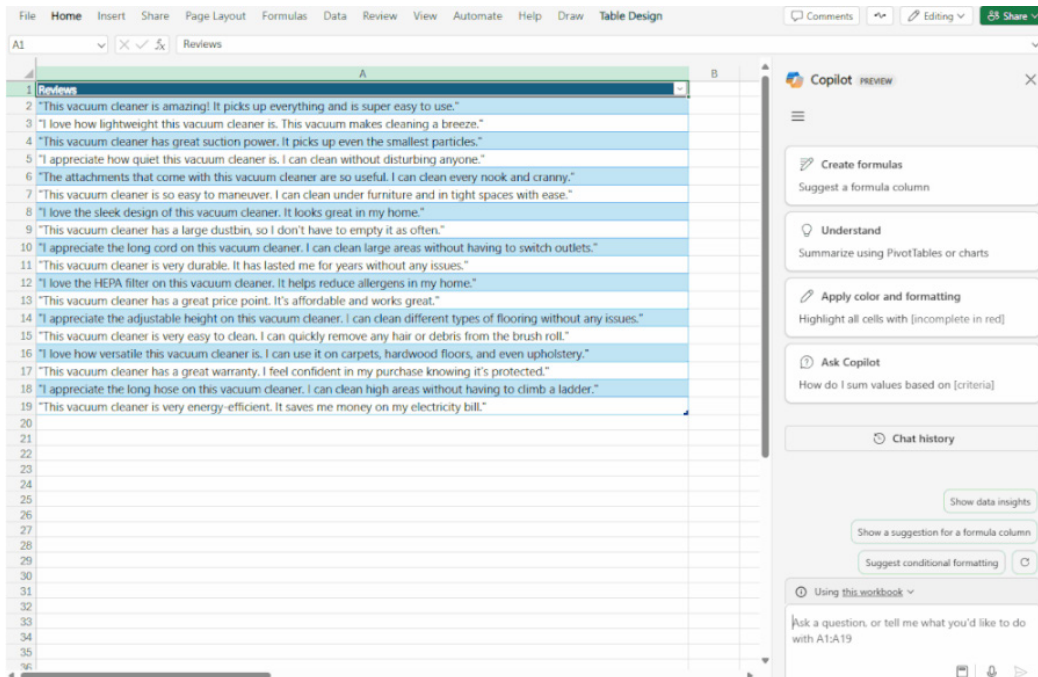 File Home Insert Share Page Layout Formulas Data Review View Automate Help Draw Table Design Comments Editing Share
A1 fx Reviews
A B
1 Reviews
2 "This vacuum cleaner is amazing! It picks up everything and is super easy to use."
3 "I love how lightweight this vacuum cleaner is. This vacuum makes cleaning a breeze."
4 "This vacuum cleaner has great suction power. It picks up even the smallest particles."
5 "I appreciate how quiet this vacuum cleaner is. I can clean without disturbing anyone."
6 "The attachments that come with this vacuum cleaner are so useful. I can clean every nook and cranny."
7 "This vacuum cleaner is so easy to maneuver. I can clean under furniture and in tight spaces with ease."
8 "I love the sleek design of this vacuum cleaner. It looks great in my home."
9 "This vacuum cleaner has a large dustbin, so I don't have to empty it as often."
10 "I appreciate the long cord on this vacuum cleaner. I can clean large areas without having to switch outlets."
11 "This vacuum cleaner is very durable. It has lasted me for years without any issues."
12 "I love the HEPA filter on this vacuum cleaner. It helps reduce allergens in my home."
13 "This vacuum cleaner has a great price point. It's affordable and works great."
14 "I appreciate the adjustable height on this vacuum cleaner. I can clean different types of flooring without any issues."
15 "This vacuum cleaner is very easy to clean. I can quickly remove any hair or debris from the brush roll."
16 "I love how versatile this vacuum cleaner is. I can use it on carpets, hardwood floors, and even upholstery."
17 "This vacuum cleaner has a great warranty. I feel confident in my purchase knowing it's protected."
18 "I appreciate the long hose on this vacuum cleaner. I can clean high areas without having to climb a ladder."
19 "This vacuum cleaner is very energy-efficient. It saves me money on my electricity bill."
20
21
22
23
24
25
26
27
28
29
30
31
32
33
34
35
36
Copilot PREVIEW
Create formulas
Suggest a formula column
Understand
Summarize using PivotTables or charts
Apply color and formatting
Highlight all cells with [incomplete in red]
Ask Copilot
How do I sum values based on [criteria]
Chat history
Show data insights
Show a suggestion for a formula column
Suggest conditional formatting
Using this workbook
Ask a question, or tell me what you'd like to do
with A1:A19